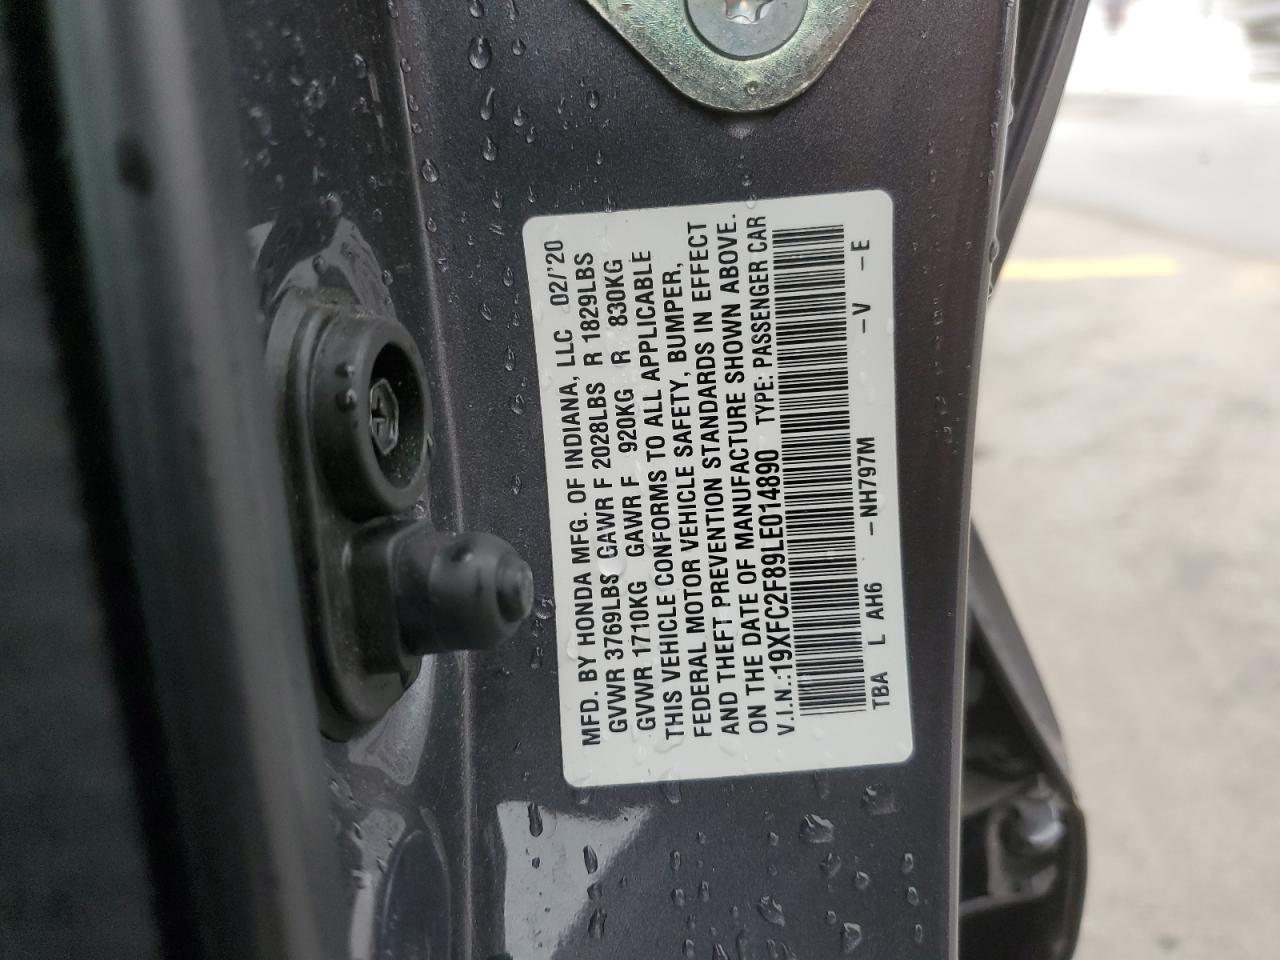 MFD. BY HONDA MFG. OF INDIANA, LLC 02/'20
GVWR 3769LBS GAWR F 2028LBS R 1829LBS
GVWR 1710KG GAWR F 920KG R 830KG
THIS VEHICLE CONFORMS TO ALL APPLICABLE
FEDERAL MOTOR VEHICLE SAFETY, BUMPER,
AND THEFT PREVENTION STANDARDS IN EFFECT
ON THE DATE OF MANUFACTURE SHOWN ABOVE.
V.I.N.:19XFC2F89LE014890 TYPE: PASSENGER CAR
TBA L AH6 -NH797M -V -E